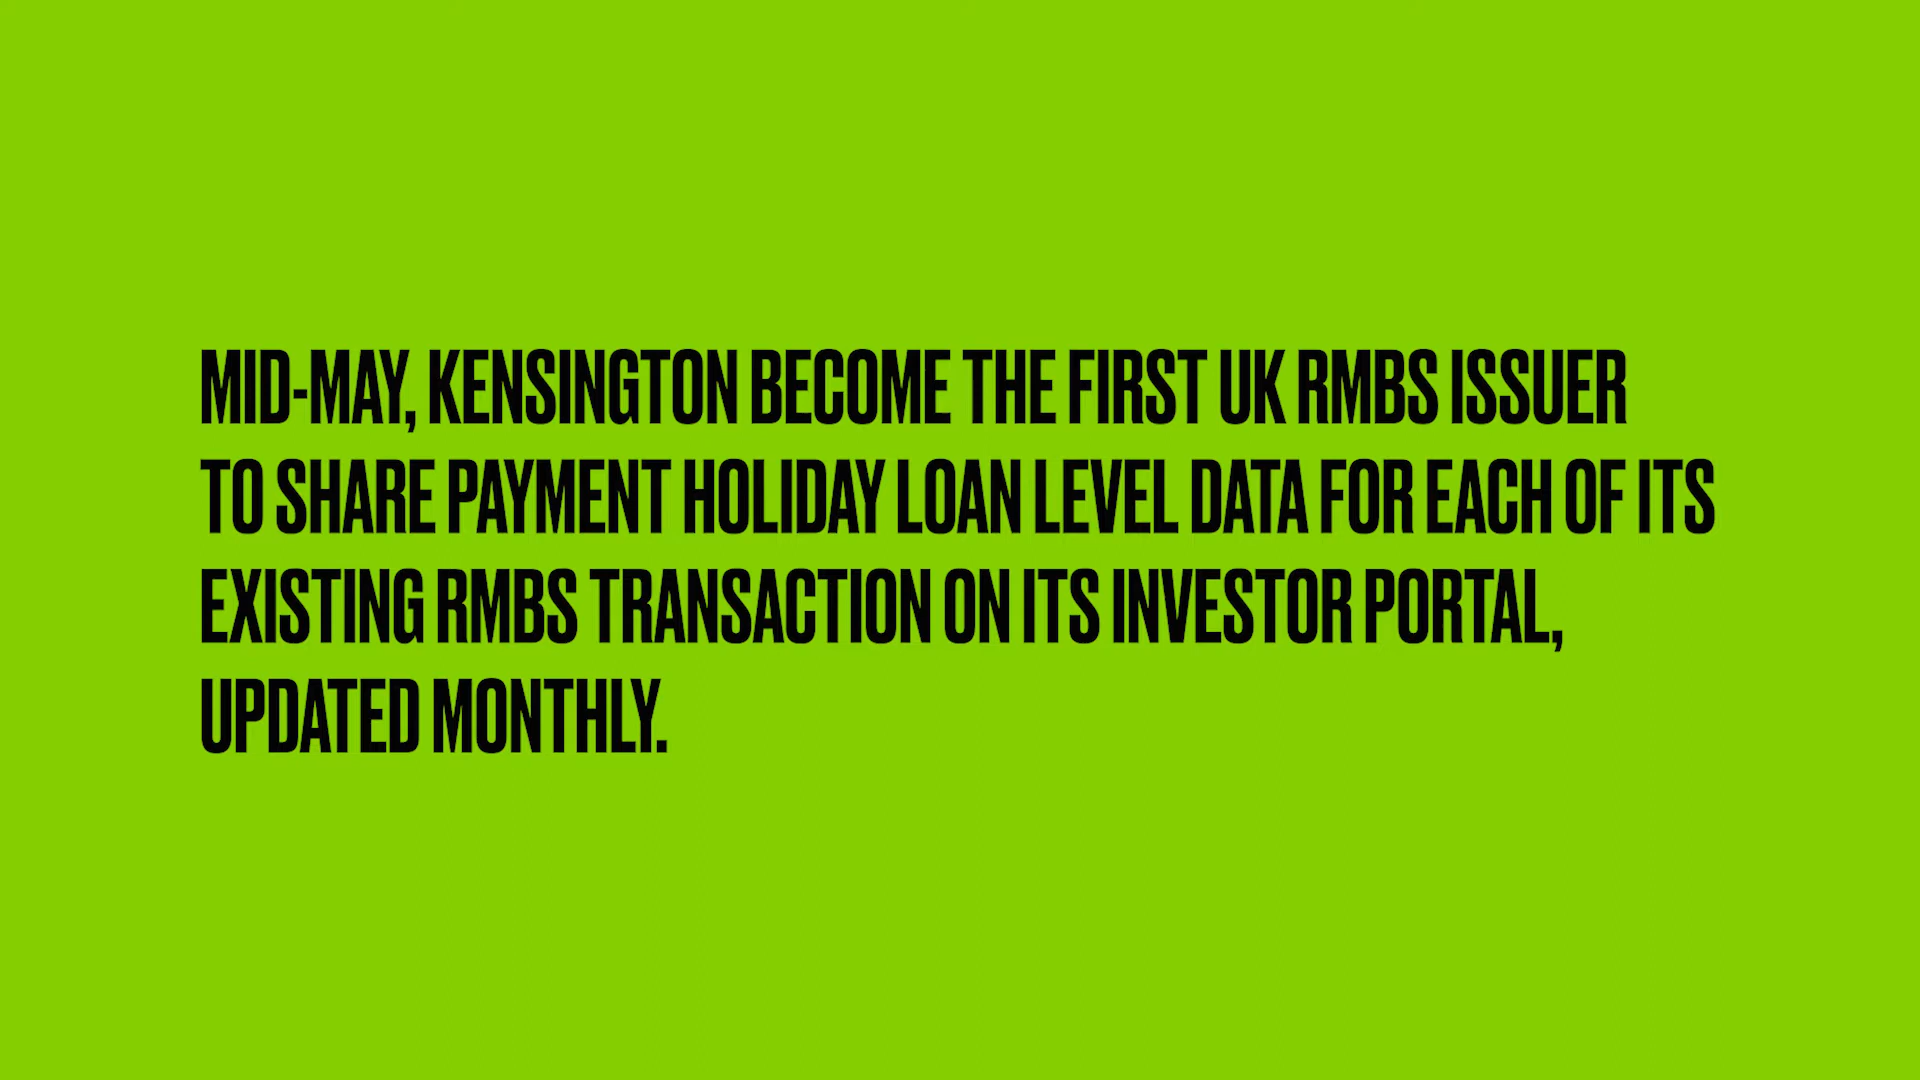 MID-MAY, KENSINGTON BECOME THE FIRST UK RMBS ISSUER
TO SHARE PAYMENT HOLIDAY LOAN LEVEL DATA FOR EACH OF ITS
EXISTING RMBS TRANSACTION ON ITS INVESTOR PORTAL,
UPDATED MONTHLY.